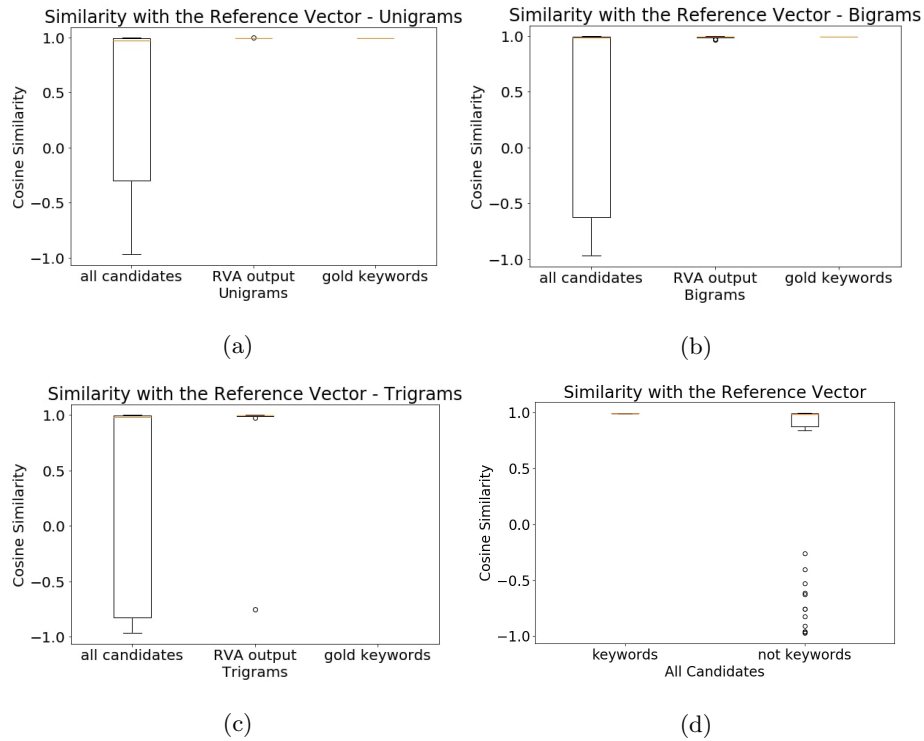 Similarity with the Reference Vector - Unigrams
1.0
0.5
0.0
−0.5
−1.0
Cosine Similarity
all candidates RVA output gold keywords
Unigrams
(a)
Similarity with the Reference Vector - Bigrams
1.0
0.5
0.0
−0.5
−1.0
Cosine Similarity
all candidates RVA output gold keywords
Bigrams
(b)
Similarity with the Reference Vector - Trigrams
1.0
0.5
0.0
−0.5
−1.0
Cosine Similarity
all candidates RVA output gold keywords
Trigrams
(c)
Similarity with the Reference Vector
1.0
0.5
0.0
−0.5
−1.0
Cosine Similarity
keywords not keywords
All Candidates
(d)